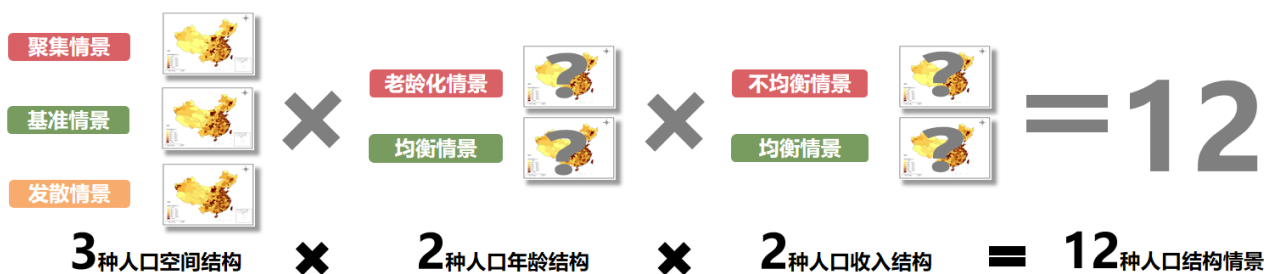 聚集情景
基准情景
发散情景
×
老龄化情景
均衡情景
?
?
×
不均衡情景
均衡情景
?
?
=12
3种人口空间结构 × 2种人口年龄结构 × 2种人口收入结构 = 12种人口结构情景